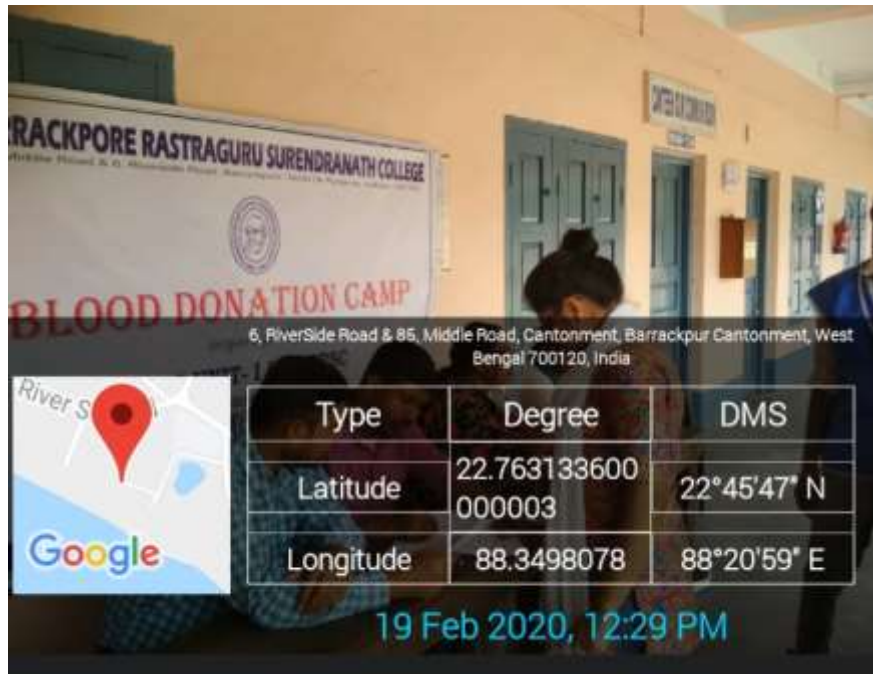 RRACKPORE RASTRAGURU SURENDRANATH COLLEGE
BLOOD DONATION CAMP
6, RiverSide Road & 85, Middle Road, Cantonment, Barrackpur Cantonment, West
Bengal 700120, India
River S
Google
Type Degree DMS
Latitude 22.763133600 22°45'47" N
000003
Longitude 88.3498078 88°20'59" E
19 Feb 2020, 12:29 PM